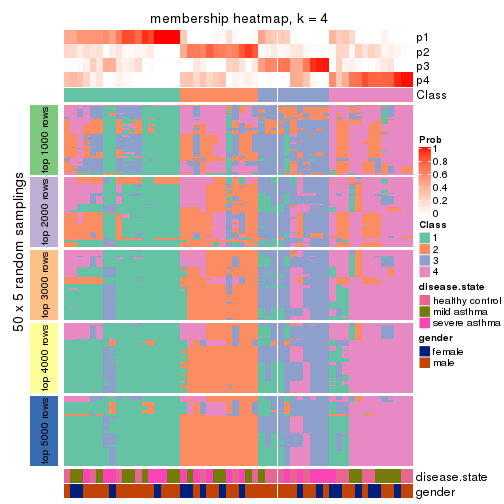 membership heatmap, k = 4
p1
p2
p3
p4
Class
50 x 5 random samplings
top 1000 rows
top 2000 rows
top 3000 rows
top 4000 rows
top 5000 rows
disease.state
gender
Prob
1
0.8
0.6
0.4
0.2
0
Class
1
2
3
4
disease.state
healthy control
mild asthma
severe asthma
gender
female
male